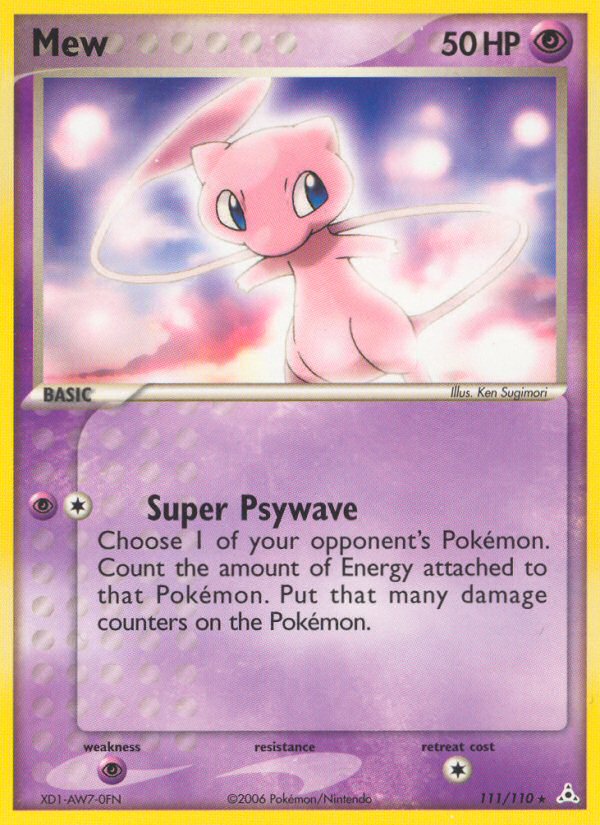 Mew
50 HP
BASIC
Illus. Ken Sugimori
Super Psywave
Choose 1 of your opponent's Pokémon.
Count the amount of Energy attached to
that Pokémon. Put that many damage
counters on the Pokémon.
weakness resistance retreat cost
XD1-AW7-0FN ©2006 Pokémon/Nintendo 111/110 ★